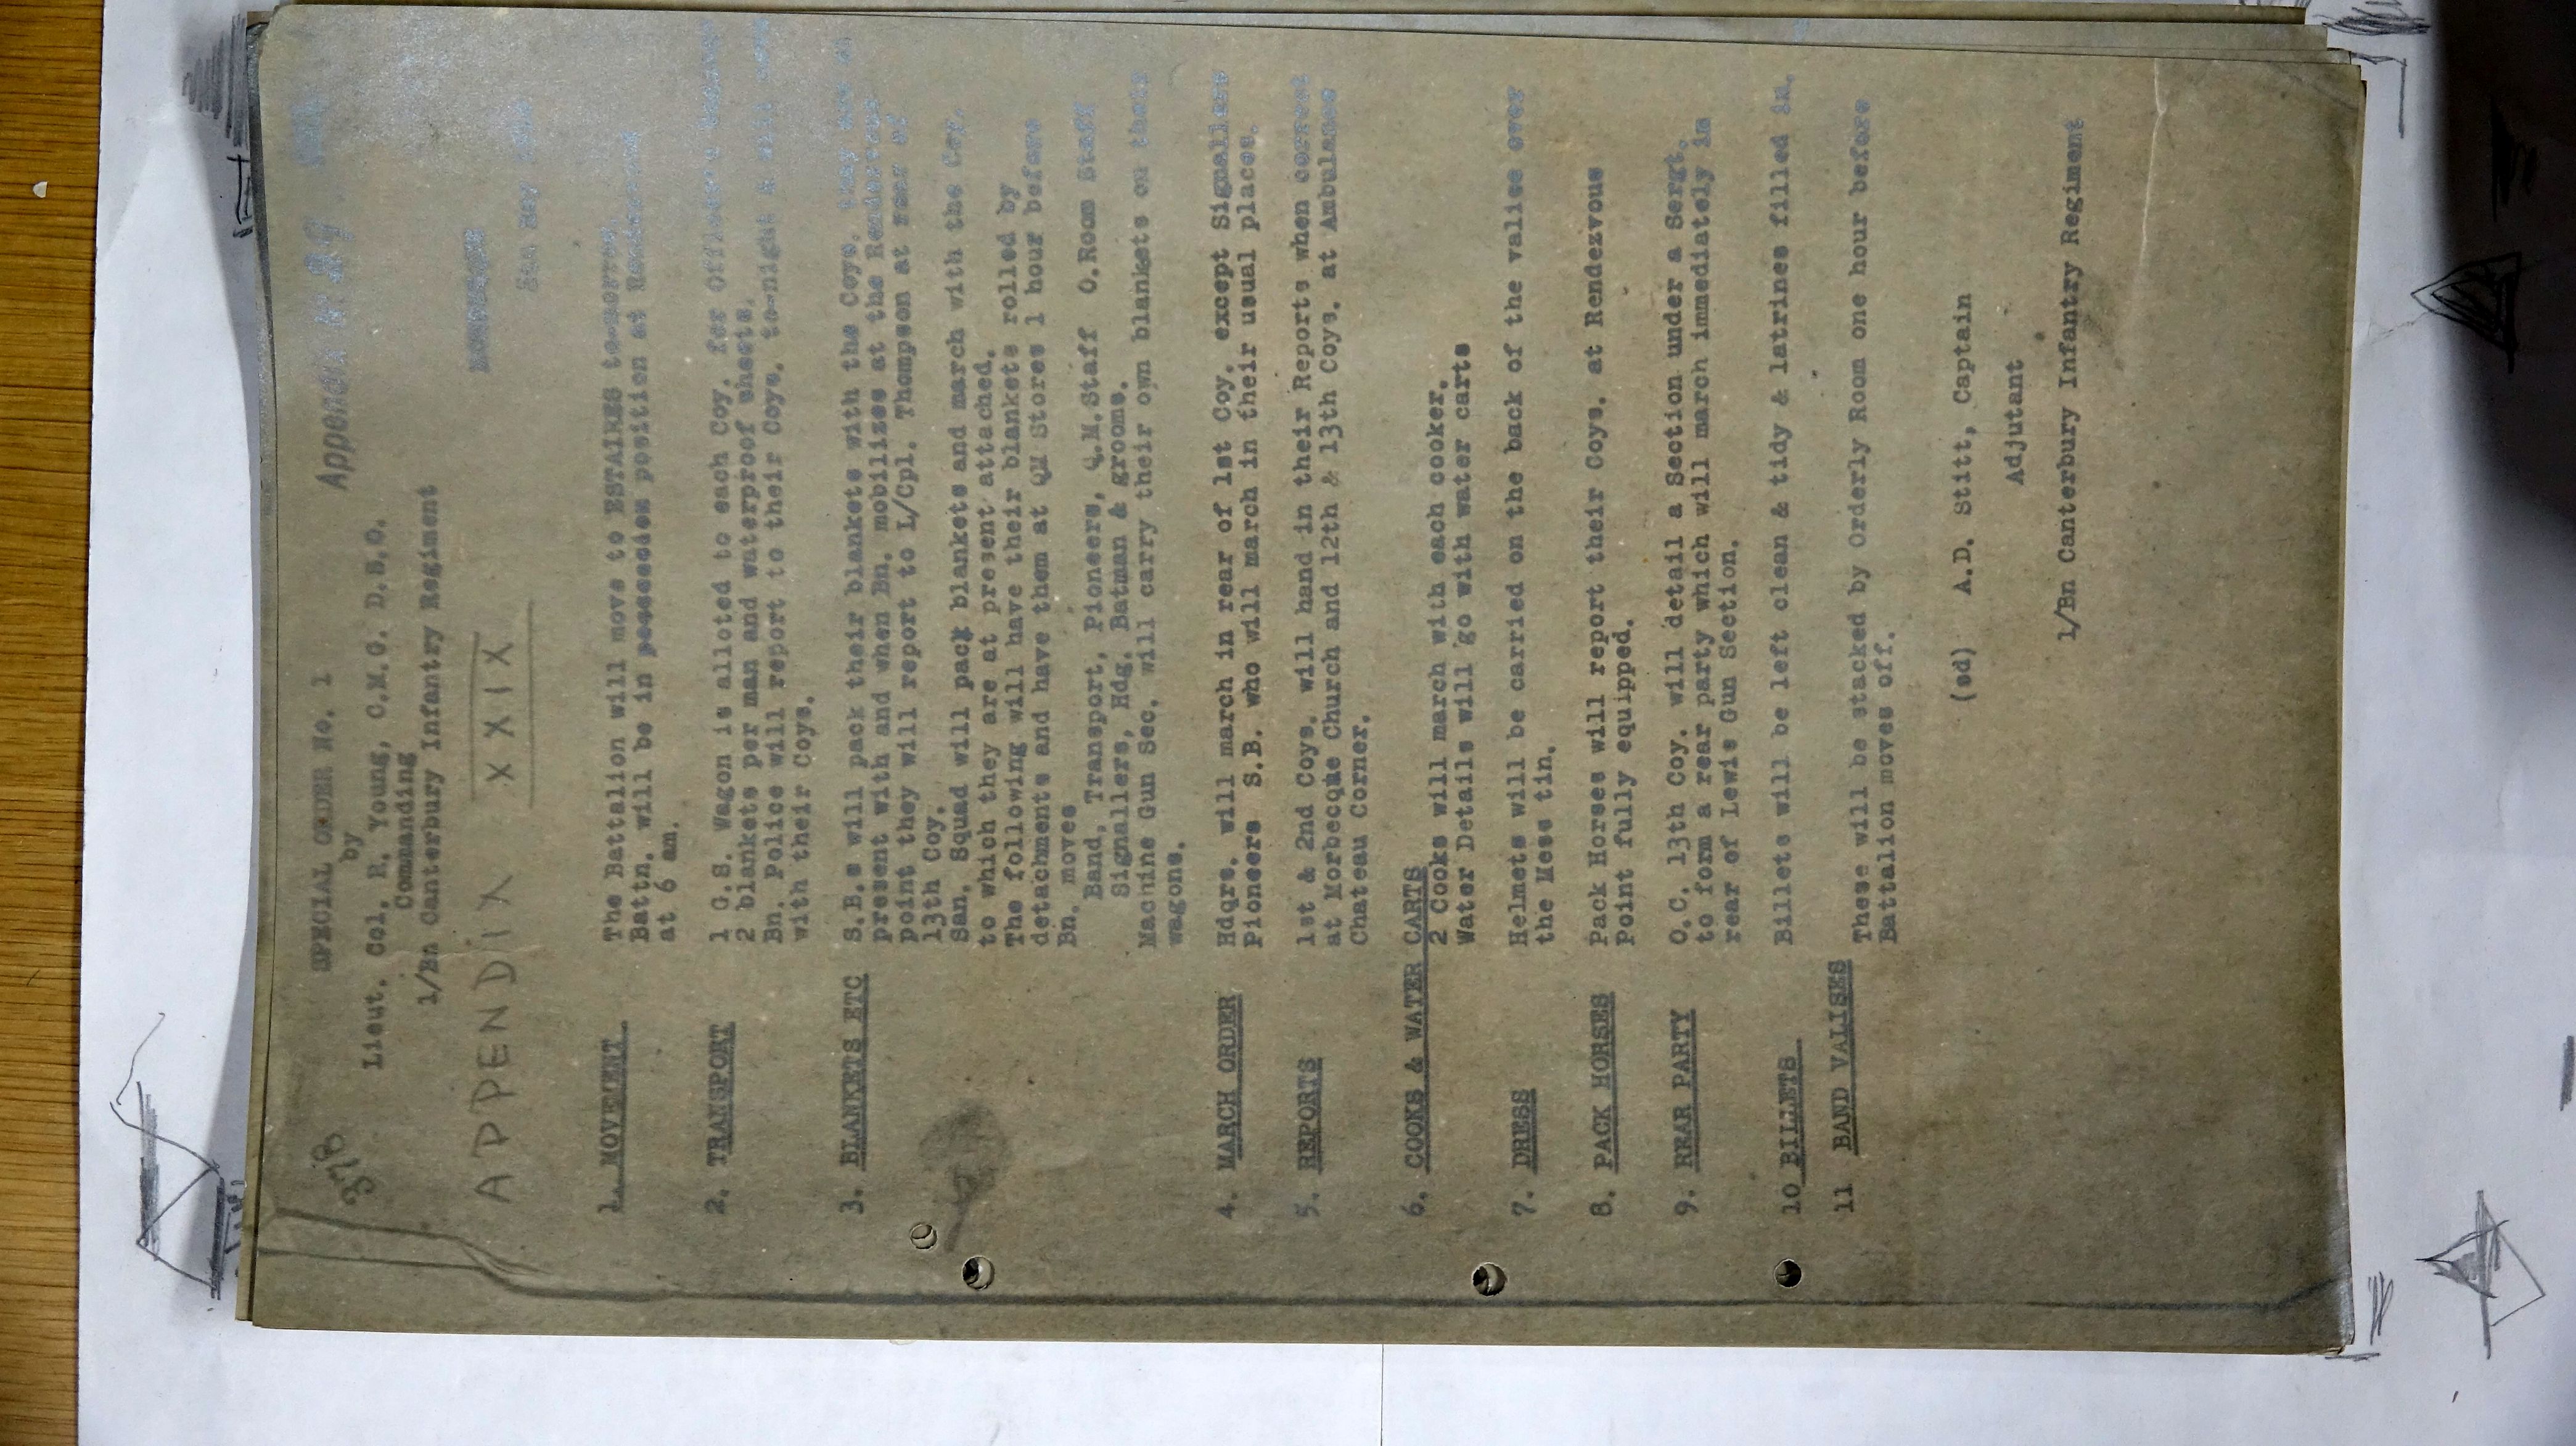 37B
SPECIAL ORDER No. 1
by
Appendix No
Lieut. Col. R. Young, C.M.G. D.S.O.
Commanding
1/Bn Canterbury Infantry Regiment
APPENDIX XXIX
MORBECQUE
May
1. MOVEMENT The Battalion will move to ESTAIRES to-morrow.
Battn. will be in position at Rendezvous
at 6 am.
2. TRANSPORT 1 G.S. Wagon is alloted to each Coy. for Officer's
2 blankets per man and waterproof sheets.
Bn. Police will report to their Coys. to-night & will
with their Coys.
3. BLANKETS ETC S.B.s will pack their blankets with the Coys. they are at
present with and when Bn. mobilizes at the Rendezvous
point they will report to L/Cpl. Thompson at rear of
13th Coy.
San. Squad will pack blankets and march with the Coy.
to which they are at present attached.
The following will have their blankets rolled by
detachments and have them at QM Stores 1 hour before
Bn. moves
Band, Transport, Pioneers, Q.M.Staff O.Room Staff
Signallers, Hdg. Batman & grooms.
Machine Gun Sec. will carry their own blankets on their
wagons.
4. MARCH ORDER Hdqrs. will march in rear of 1st Coy. except Signallers
Pioneers S.B. who will march in their usual places.
5. REPORTS 1st & 2nd Coys. will hand in their Reports when correct
at Morbecque Church and 12th & 13th Coys. at Ambulance
Chateau Corner.
6. COOKS & WATER CARTS
2 Cooks will march with each cooker.
Water Details will go with water carts
7. DRESS Helmets will be carried on the back of the valise over
the Mess tin.
8. PACK HORSES Pack Horses will report their Coys. at Rendezvous
Point fully equipped.
9. REAR PARTY O.C. 13th Coy. will detail a Section under a Sergt.
to form a rear party which will march immediately in
rear of Lewis Gun Section.
10 BILLETS Billets will be left clean & tidy & latrines filled in.
11 BAND VALISES
These will be stacked by Orderly Room one hour before
Battalion moves off.
(sd) A.D. Stitt, Captain
Adjutant
1/Bn Canterbury Infantry Regiment